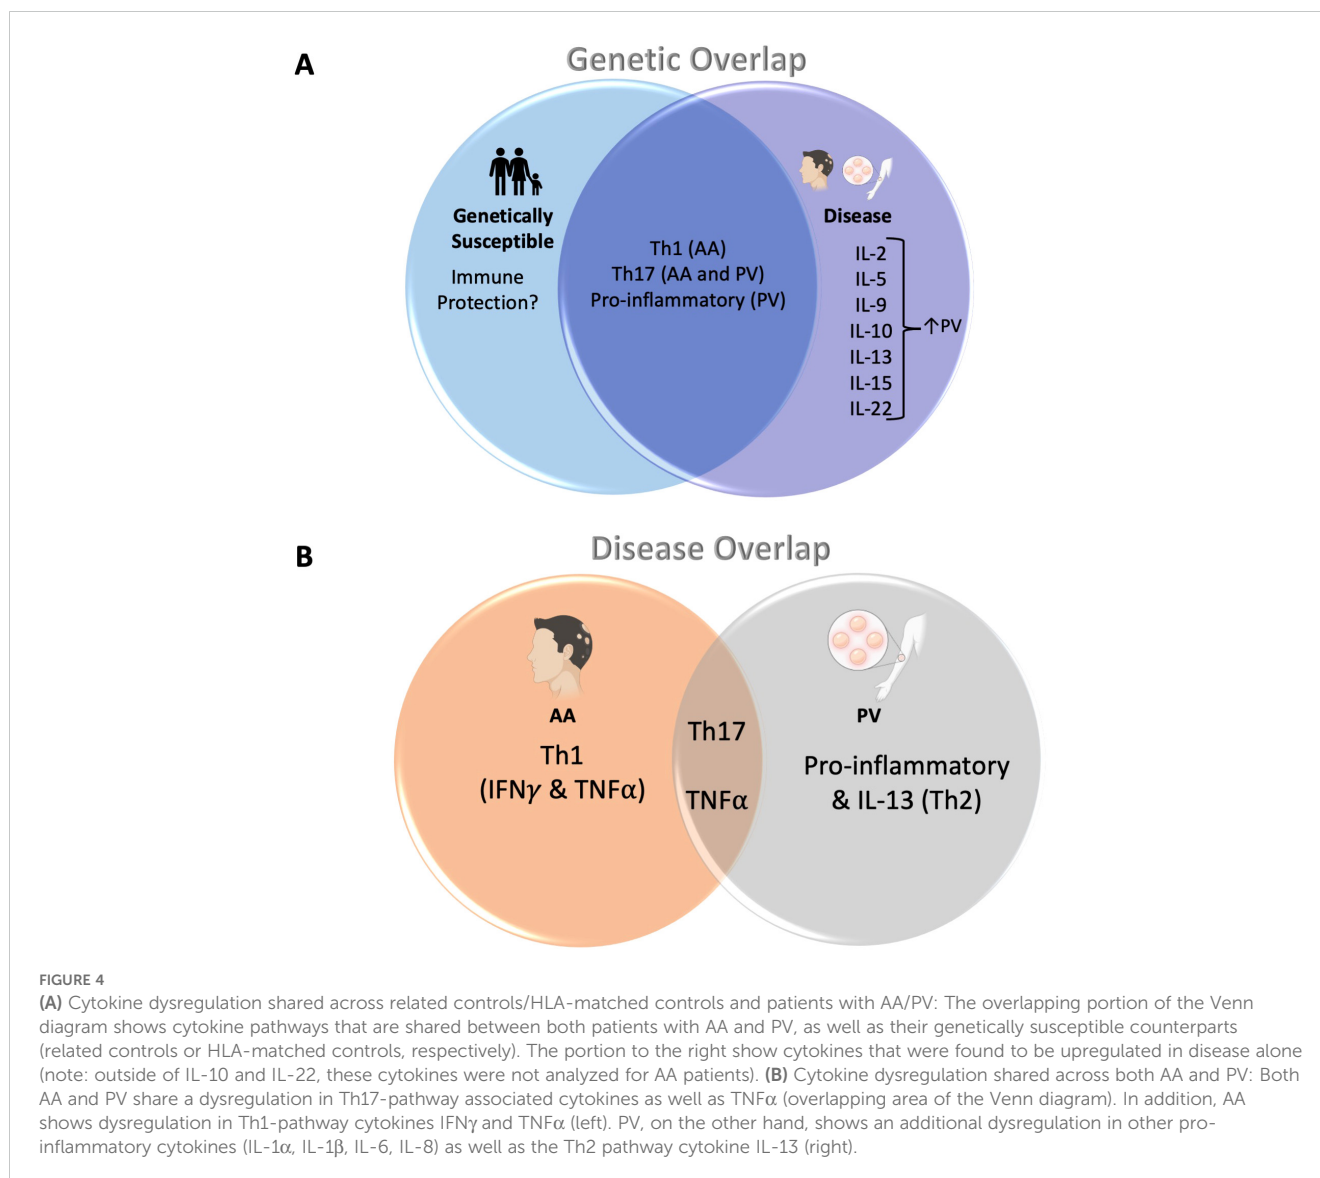 A
Genetic Overlap
Genetically
Susceptible
Immune
Protection?
Th1 (AA)
Th17 (AA and PV)
Pro-inflammatory (PV)
Disease
IL-2
IL-5
IL-9
IL-10
IL-13
IL-15
IL-22
↑PV
B
Disease Overlap
AA
Th1
(IFNγ & TNFα)
Th17
TNFα
PV
Pro-inflammatory
& IL-13 (Th2)
FIGURE 4
(A) Cytokine dysregulation shared across related controls/HLA-matched controls and patients with AA/PV: The overlapping portion of the Venn
diagram shows cytokine pathways that are shared between both patients with AA and PV, as well as their genetically susceptible counterparts
(related controls or HLA-matched controls, respectively). The portion to the right show cytokines that were found to be upregulated in disease alone
(note: outside of IL-10 and IL-22, these cytokines were not analyzed for AA patients). (B) Cytokine dysregulation shared across both AA and PV: Both
AA and PV share a dysregulation in Th17-pathway associated cytokines as well as TNFα (overlapping area of the Venn diagram). In addition, AA
shows dysregulation in Th1-pathway cytokines IFNγ and TNFα (left). PV, on the other hand, shows an additional dysregulation in other pro-
inflammatory cytokines (IL-1α, IL-1β, IL-6, IL-8) as well as the Th2 pathway cytokine IL-13 (right).